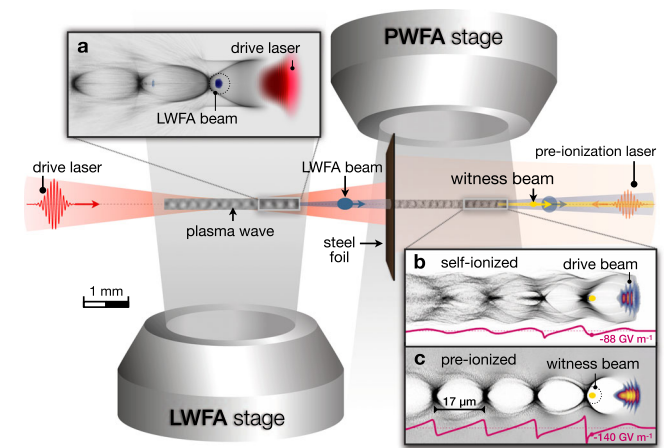 PWFA stage
a
drive laser
LWFA beam
drive laser
LWFA beam
pre-ionization laser
witness beam
plasma wave
steel
foil
1 mm
b
self-ionized
drive beam
-88 GV m⁻¹
c
pre-ionized
witness beam
17 µm
-140 GV m⁻¹
LWFA stage